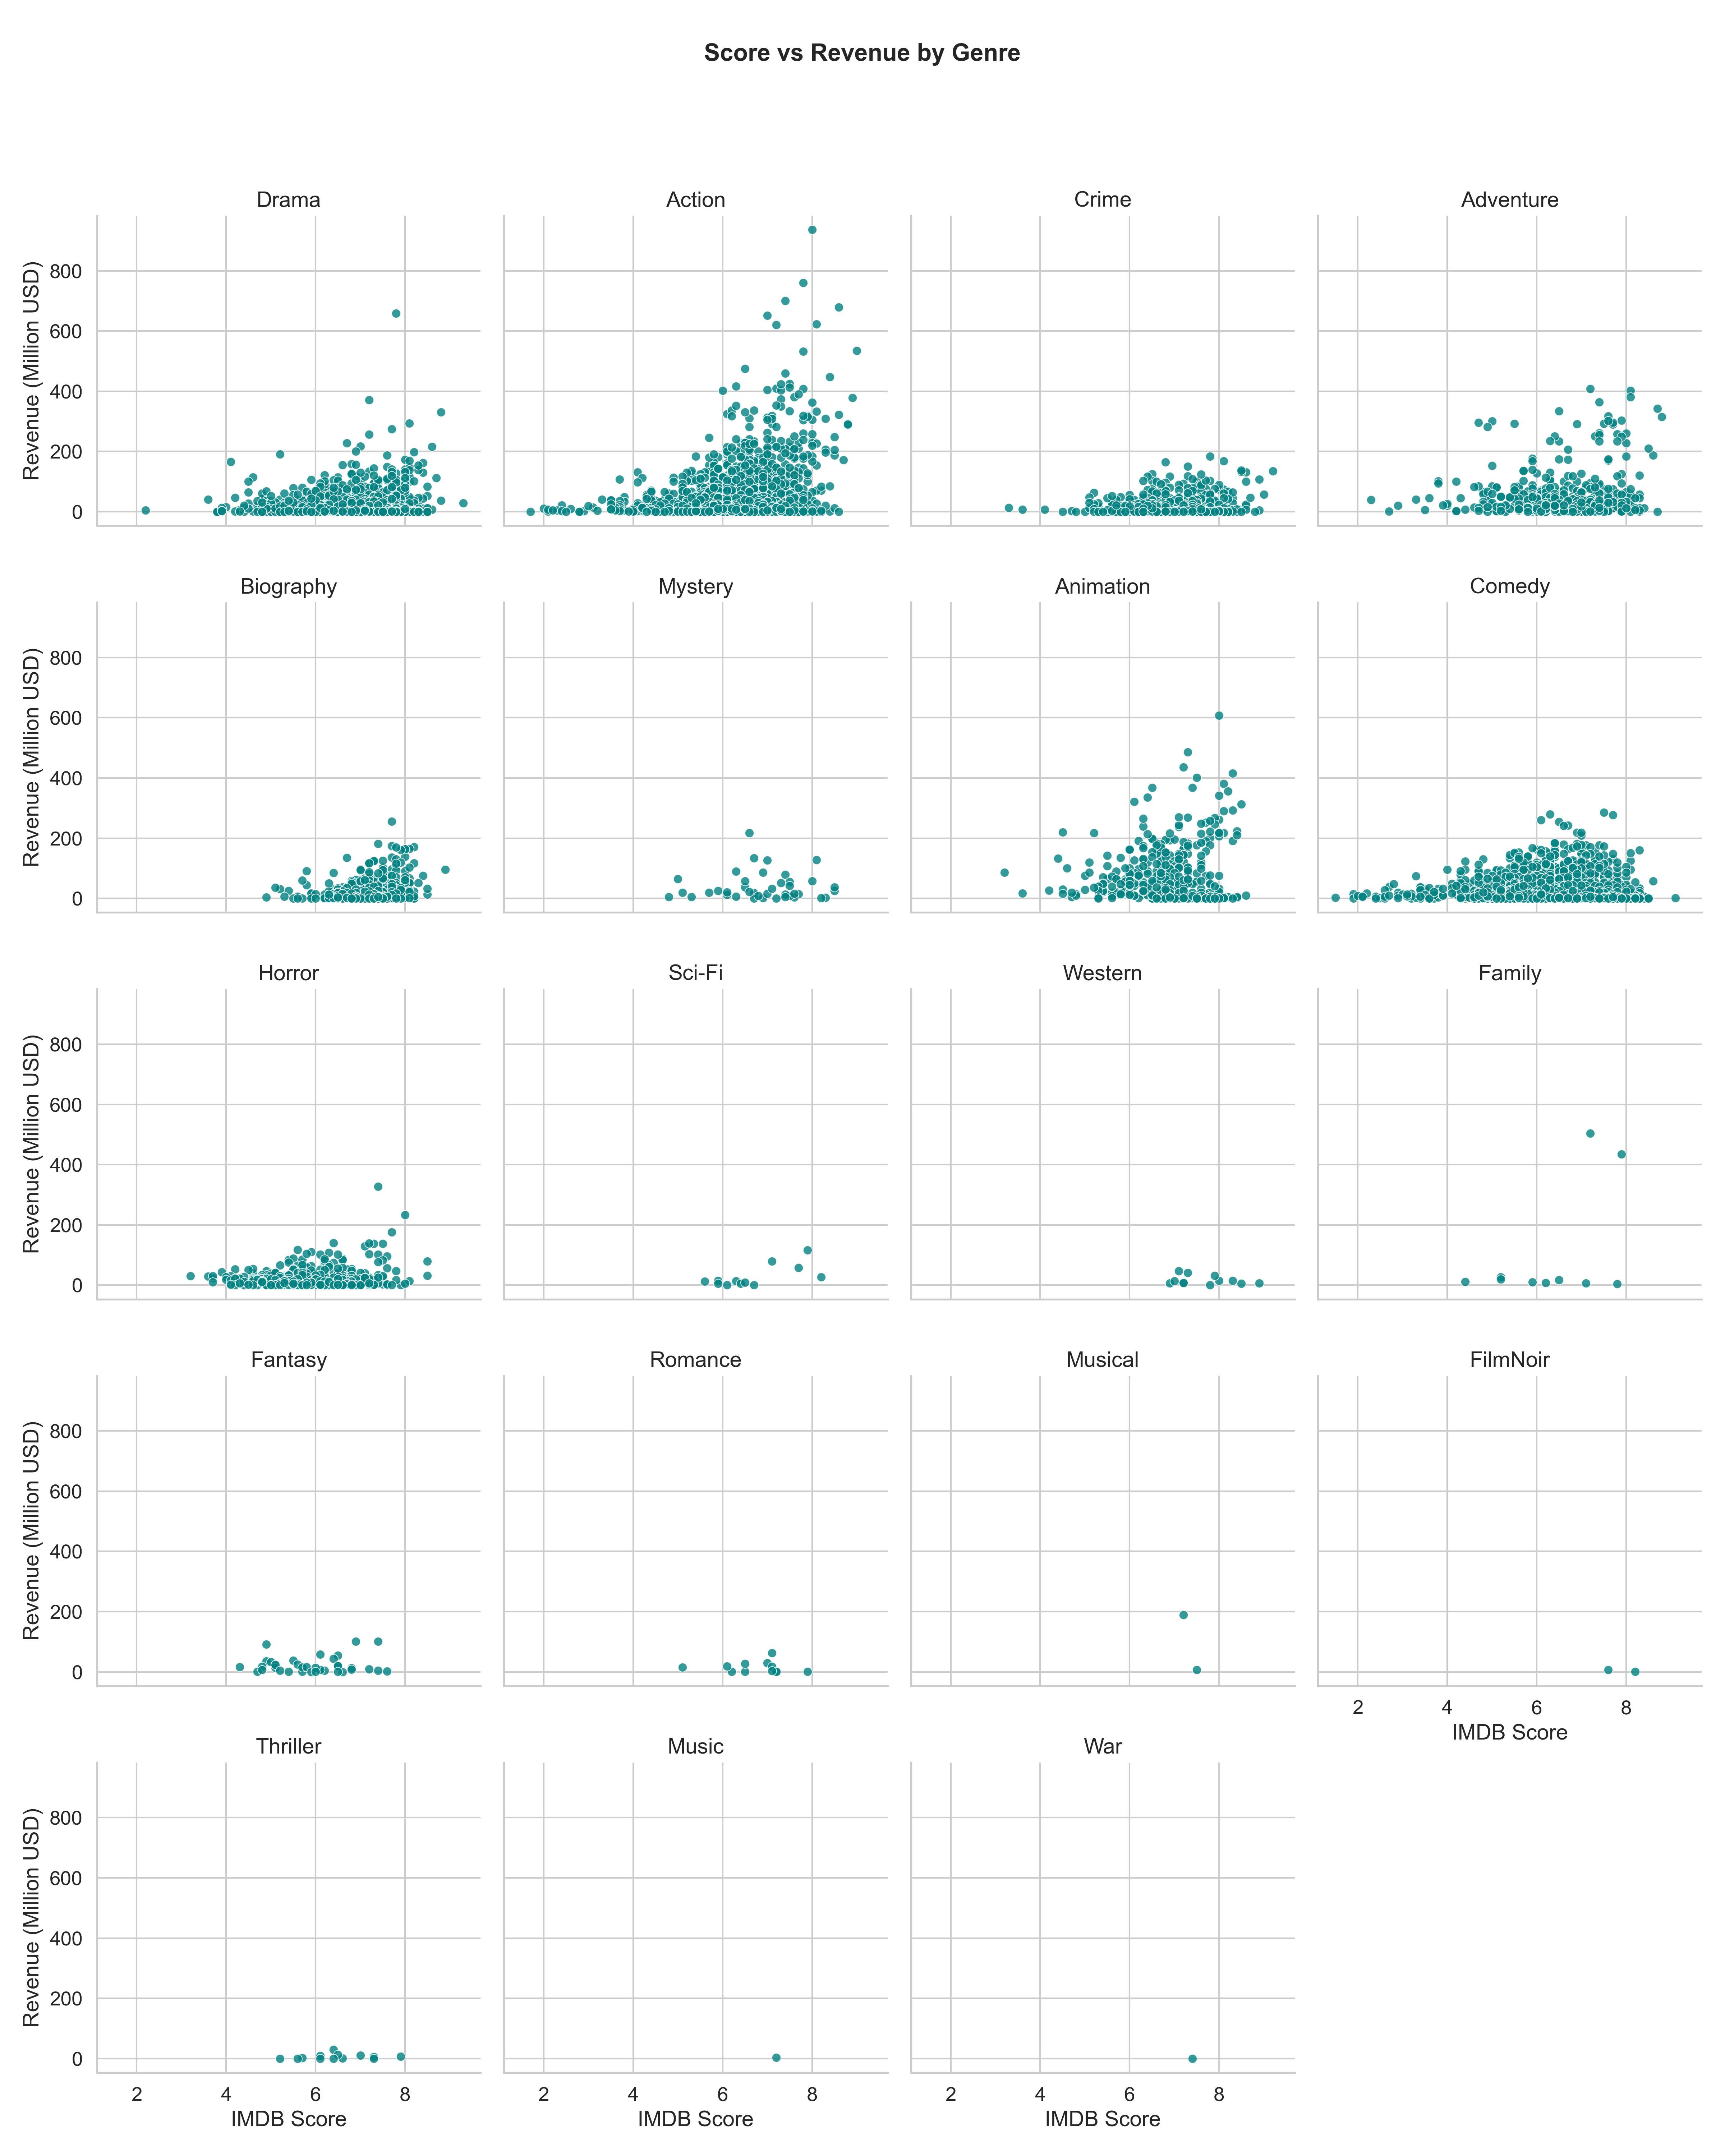 Score vs Revenue by Genre
Drama
Action
Crime
Adventure
Revenue (Million USD)
800
600
400
200
0
Biography
Mystery
Animation
Comedy
Revenue (Million USD)
800
600
400
200
0
Horror
Sci-Fi
Western
Family
Revenue (Million USD)
800
600
400
200
0
Fantasy
Romance
Musical
FilmNoir
Revenue (Million USD)
800
600
400
200
0
2 4 6 8
IMDB Score
Thriller
Music
War
Revenue (Million USD)
800
600
400
200
0
2 4 6 8
2 4 6 8
2 4 6 8
IMDB Score
IMDB Score
IMDB Score